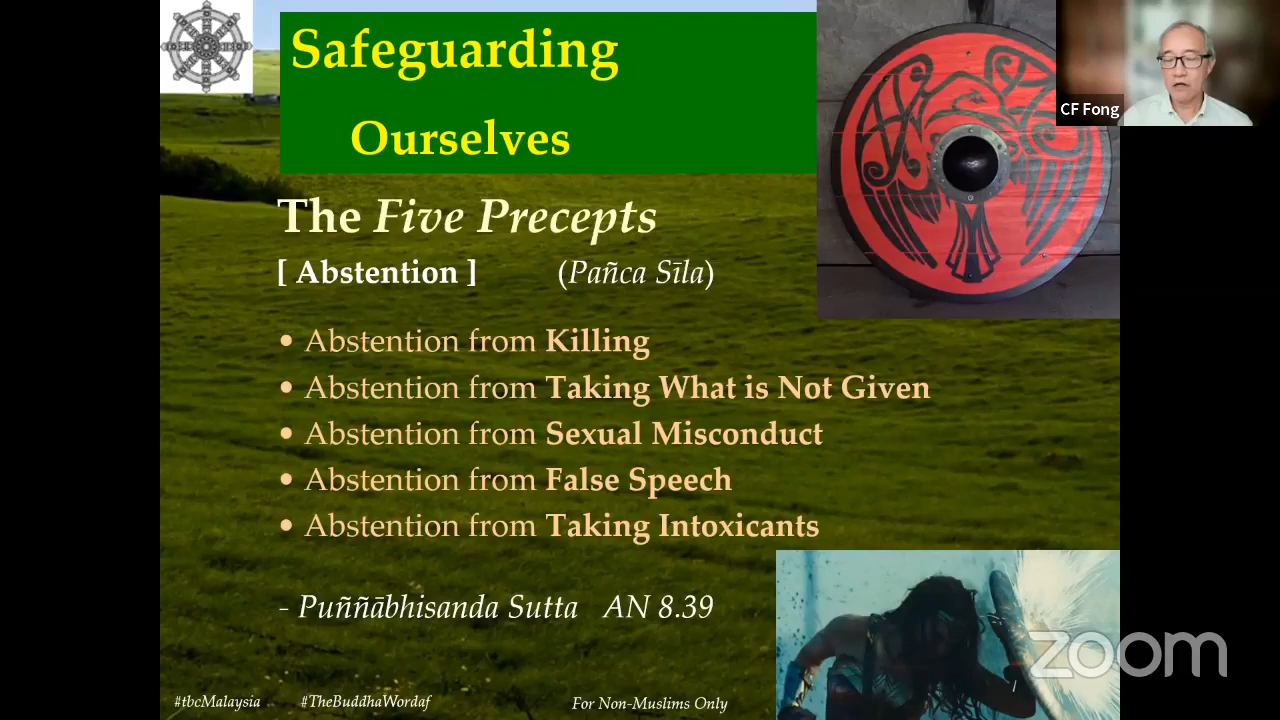 Safeguarding
Ourselves
CF Fong
The Five Precepts
[ Abstention ] (Pañca Sīla)
• Abstention from Killing
• Abstention from Taking What is Not Given
• Abstention from Sexual Misconduct
• Abstention from False Speech
• Abstention from Taking Intoxicants
- Puññābhisanda Sutta AN 8.39
zoom
#tbcMalaysia #TheBuddhaWordaf For Non-Muslims Only